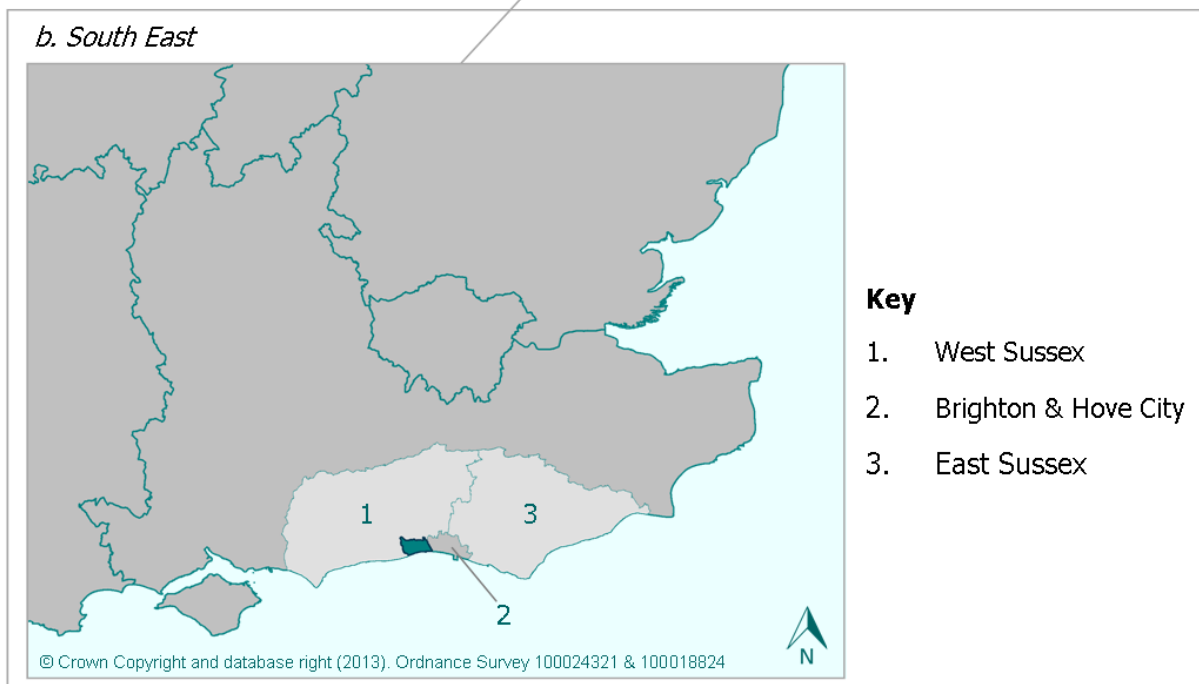 b. South East
Key
1. West Sussex
2. Brighton & Hove City
3. East Sussex
1
3
2
N
© Crown Copyright and database right (2013). Ordnance Survey 100024321 & 100018824